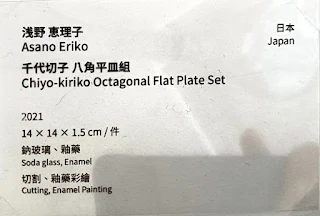 浅野 恵理子
日本
Asano Eriko
Japan
千代切子 八角平皿組
Chiyo-kiriko Octagonal Flat Plate Set
2021
14 × 14 × 1.5 cm / 件
鈉玻璃、釉藥
Soda glass, Enamel
切割、釉藥彩繪
Cutting, Enamel Painting